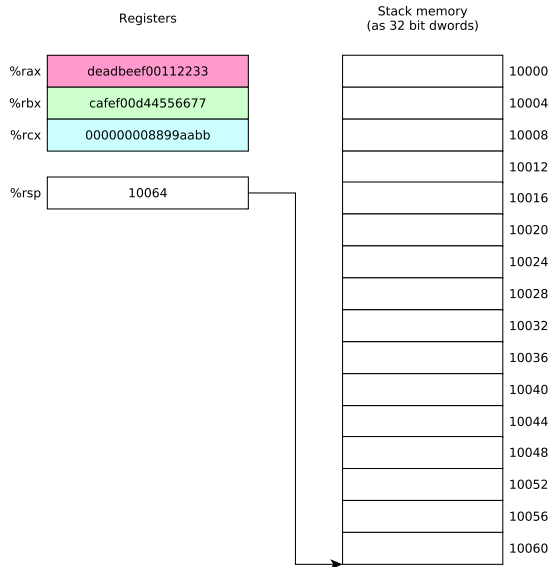 Registers
Stack memory
(as 32 bit dwords)
%rax deadbeef00112233
%rbx cafef00d44556677
%rcx 000000008899aabb
%rsp 10064
10000
10004
10008
10012
10016
10020
10024
10028
10032
10036
10040
10044
10048
10052
10056
10060